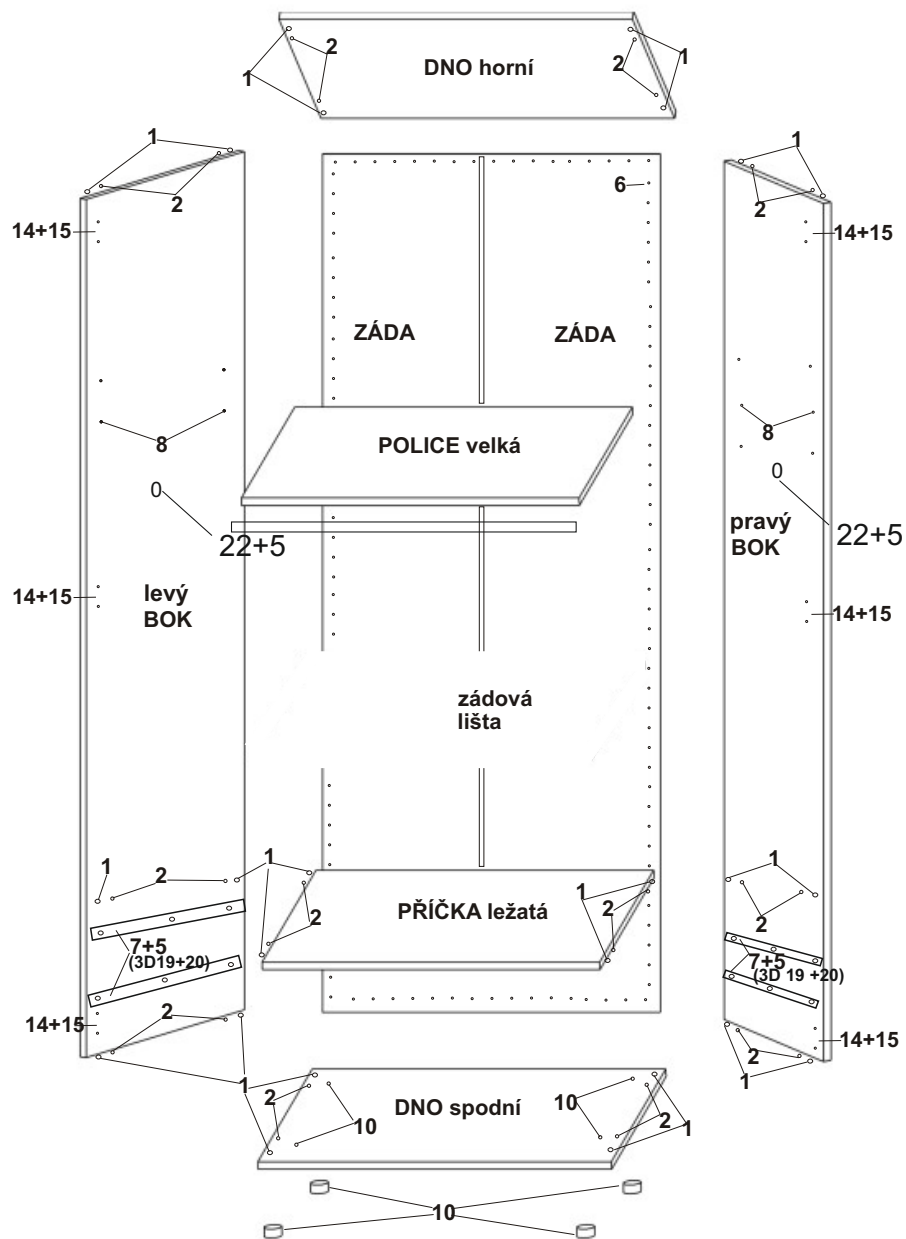 2
1
DNO horní
2
1
1
2
14+15
6
1
2
14+15
ZÁDA
ZÁDA
8
POLICE velká
8
0
22+5
0
22+5
levý
BOK
pravý
BOK
14+15
14+15
zádová
lišta
1
2
1
2
PŘÍČKA ležatá
1
2
1
2
7+5
(3D19+20)
7+5
(3D 19 +20)
14+15
2
14+15
2
1
1
2
10
DNO spodní
10
2
1
10